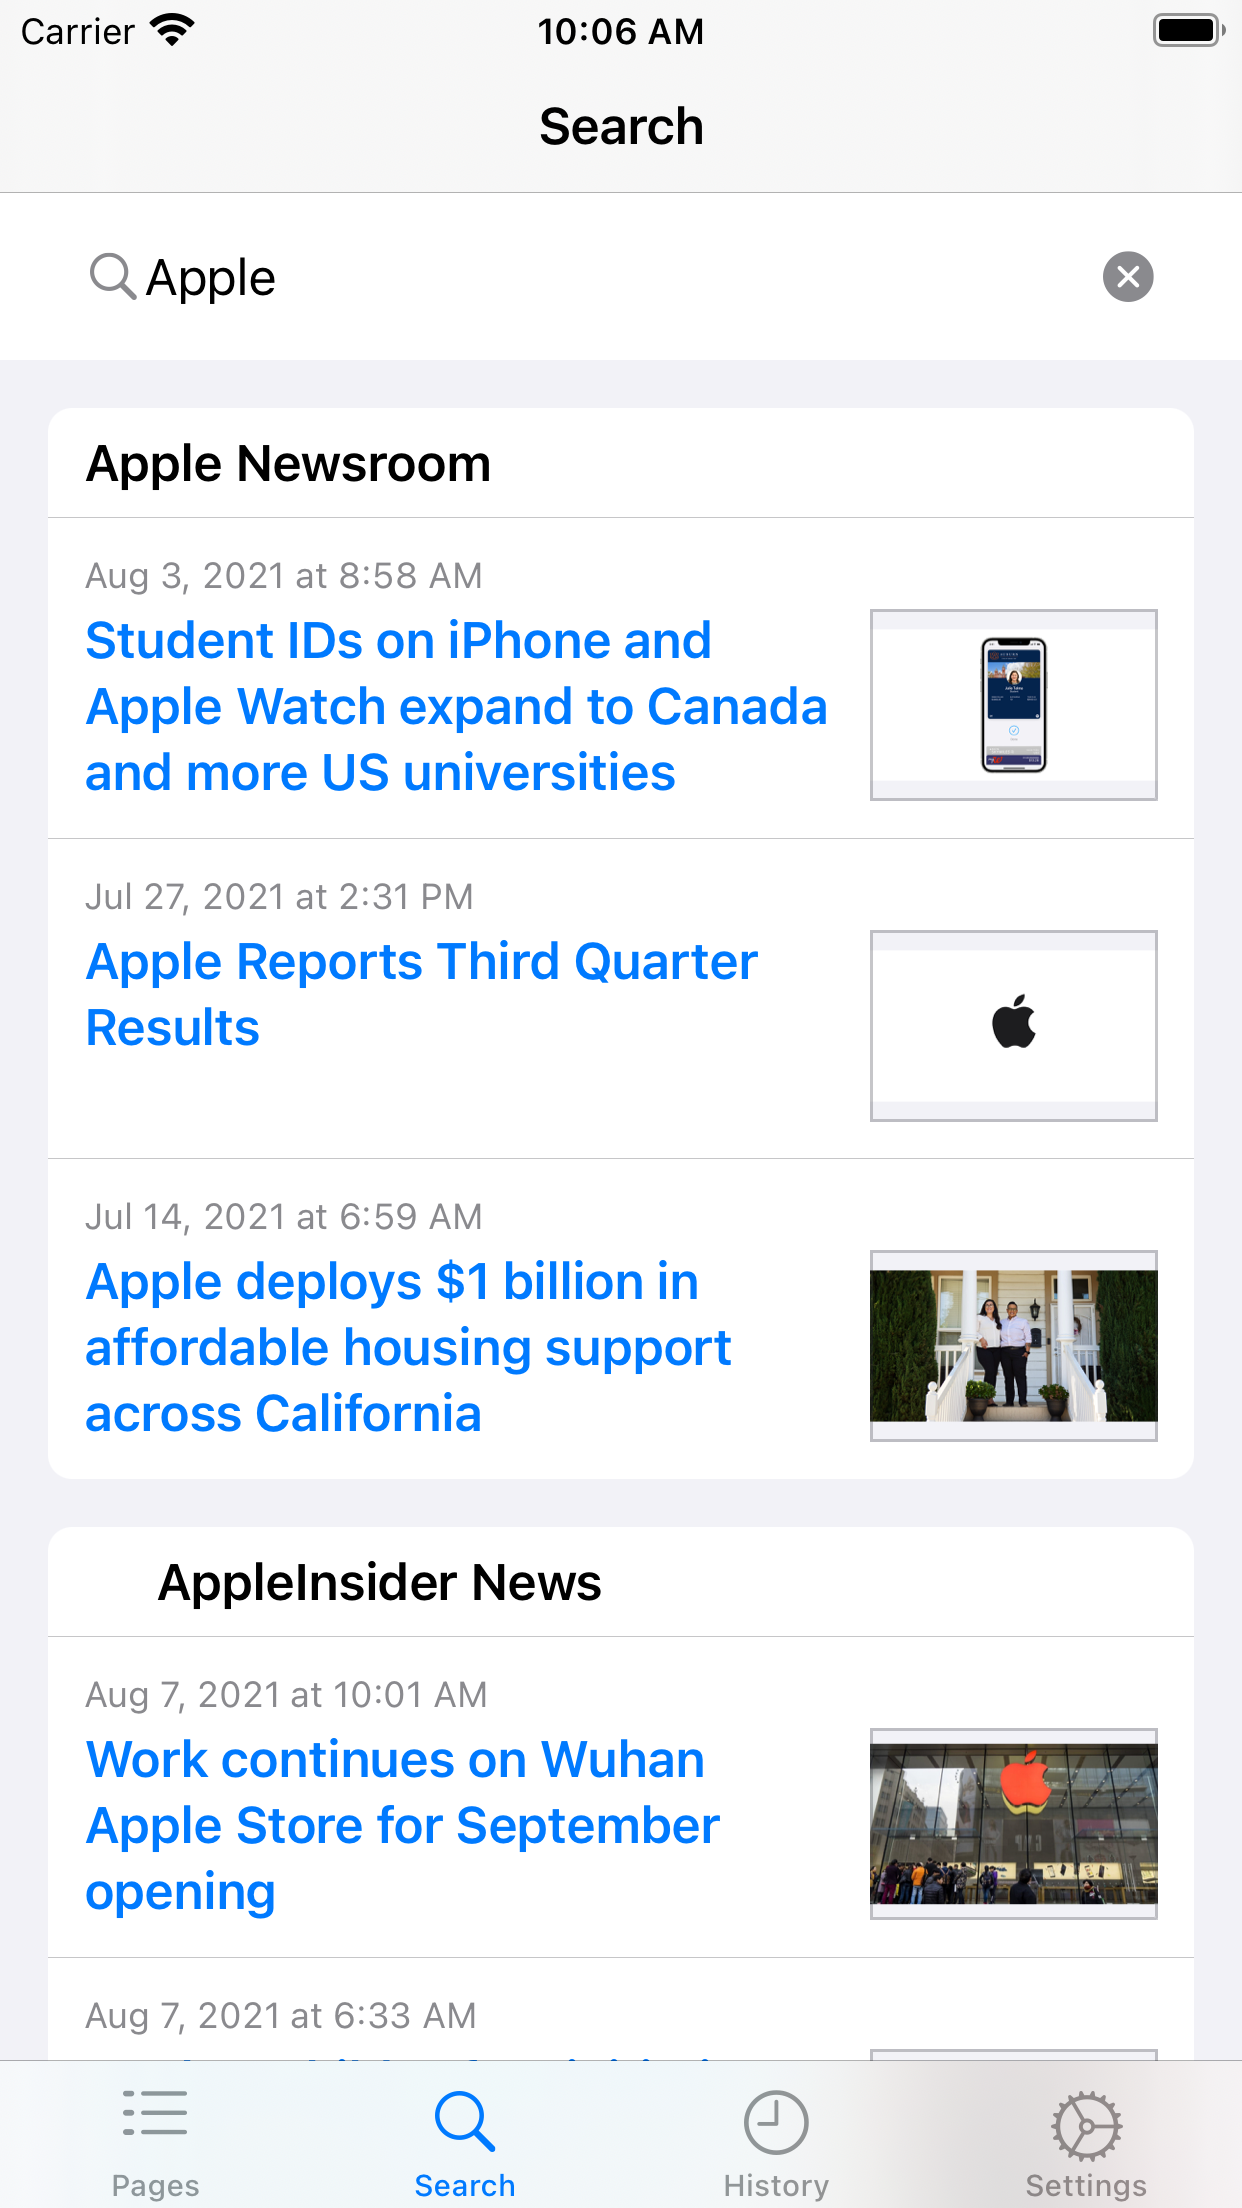 Carrier 10:06 AM
Search
Apple
Apple Newsroom
Aug 3, 2021 at 8:58 AM
Student IDs on iPhone and
Apple Watch expand to Canada
and more US universities
Jul 27, 2021 at 2:31 PM
Apple Reports Third Quarter
Results
Jul 14, 2021 at 6:59 AM
Apple deploys $1 billion in
affordable housing support
across California
AppleInsider News
Aug 7, 2021 at 10:01 AM
Work continues on Wuhan
Apple Store for September
opening
Aug 7, 2021 at 6:33 AM
Pages Search History Settings